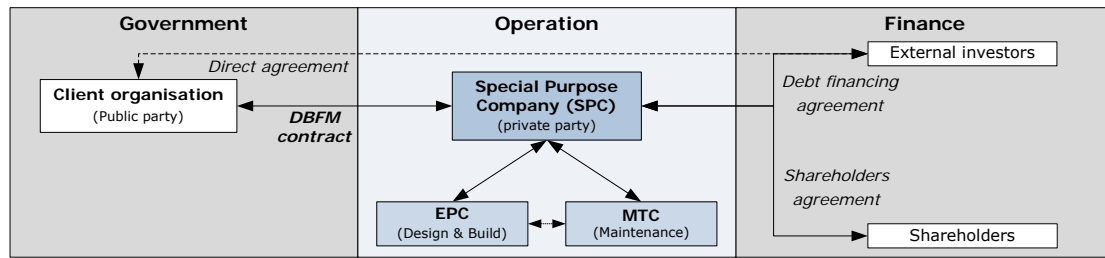 Government
Operation
Finance
External investors
Direct agreement
Client organisation
(Public party)
Special Purpose
Company (SPC)
(private party)
Debt financing
agreement
DBFM
contract
Shareholders
agreement
EPC
(Design & Build)
MTC
(Maintenance)
Shareholders